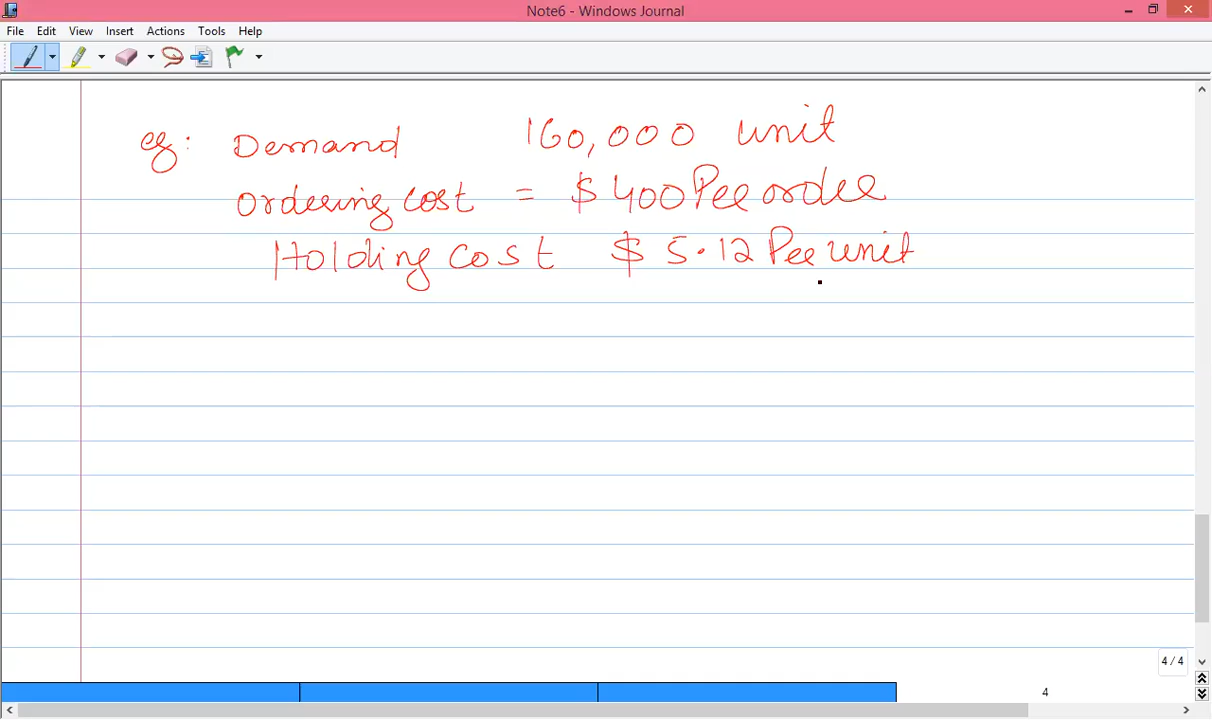 Note6 - Windows Journal
File Edit View Insert Actions Tools Help
eg: Demand 160,000 unit
Ordering cost = $ 400 Per order
Holding cost $ 5.12 Per unit
4 / 4
4